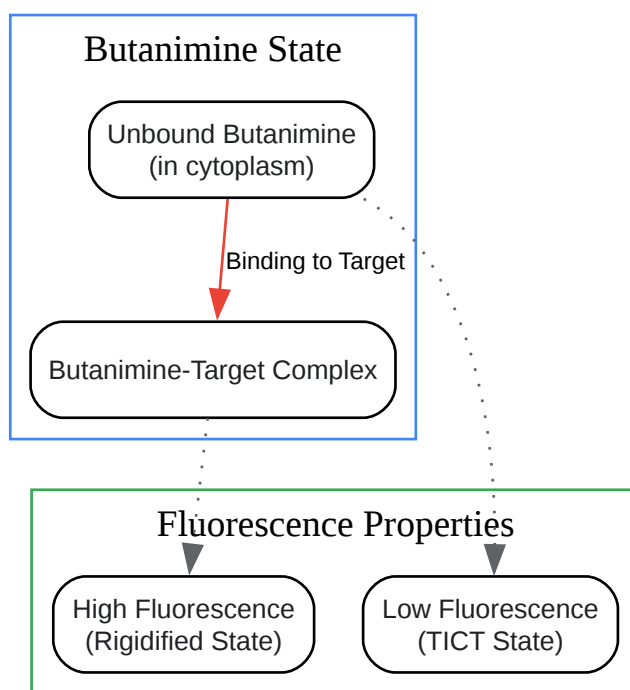 Butanimine State
Unbound Butanimine
(in cytoplasm)
Binding to Target
Butanimine-Target Complex
Fluorescence Properties
High Fluorescence
(Rigidified State)
Low Fluorescence
(TICT State)